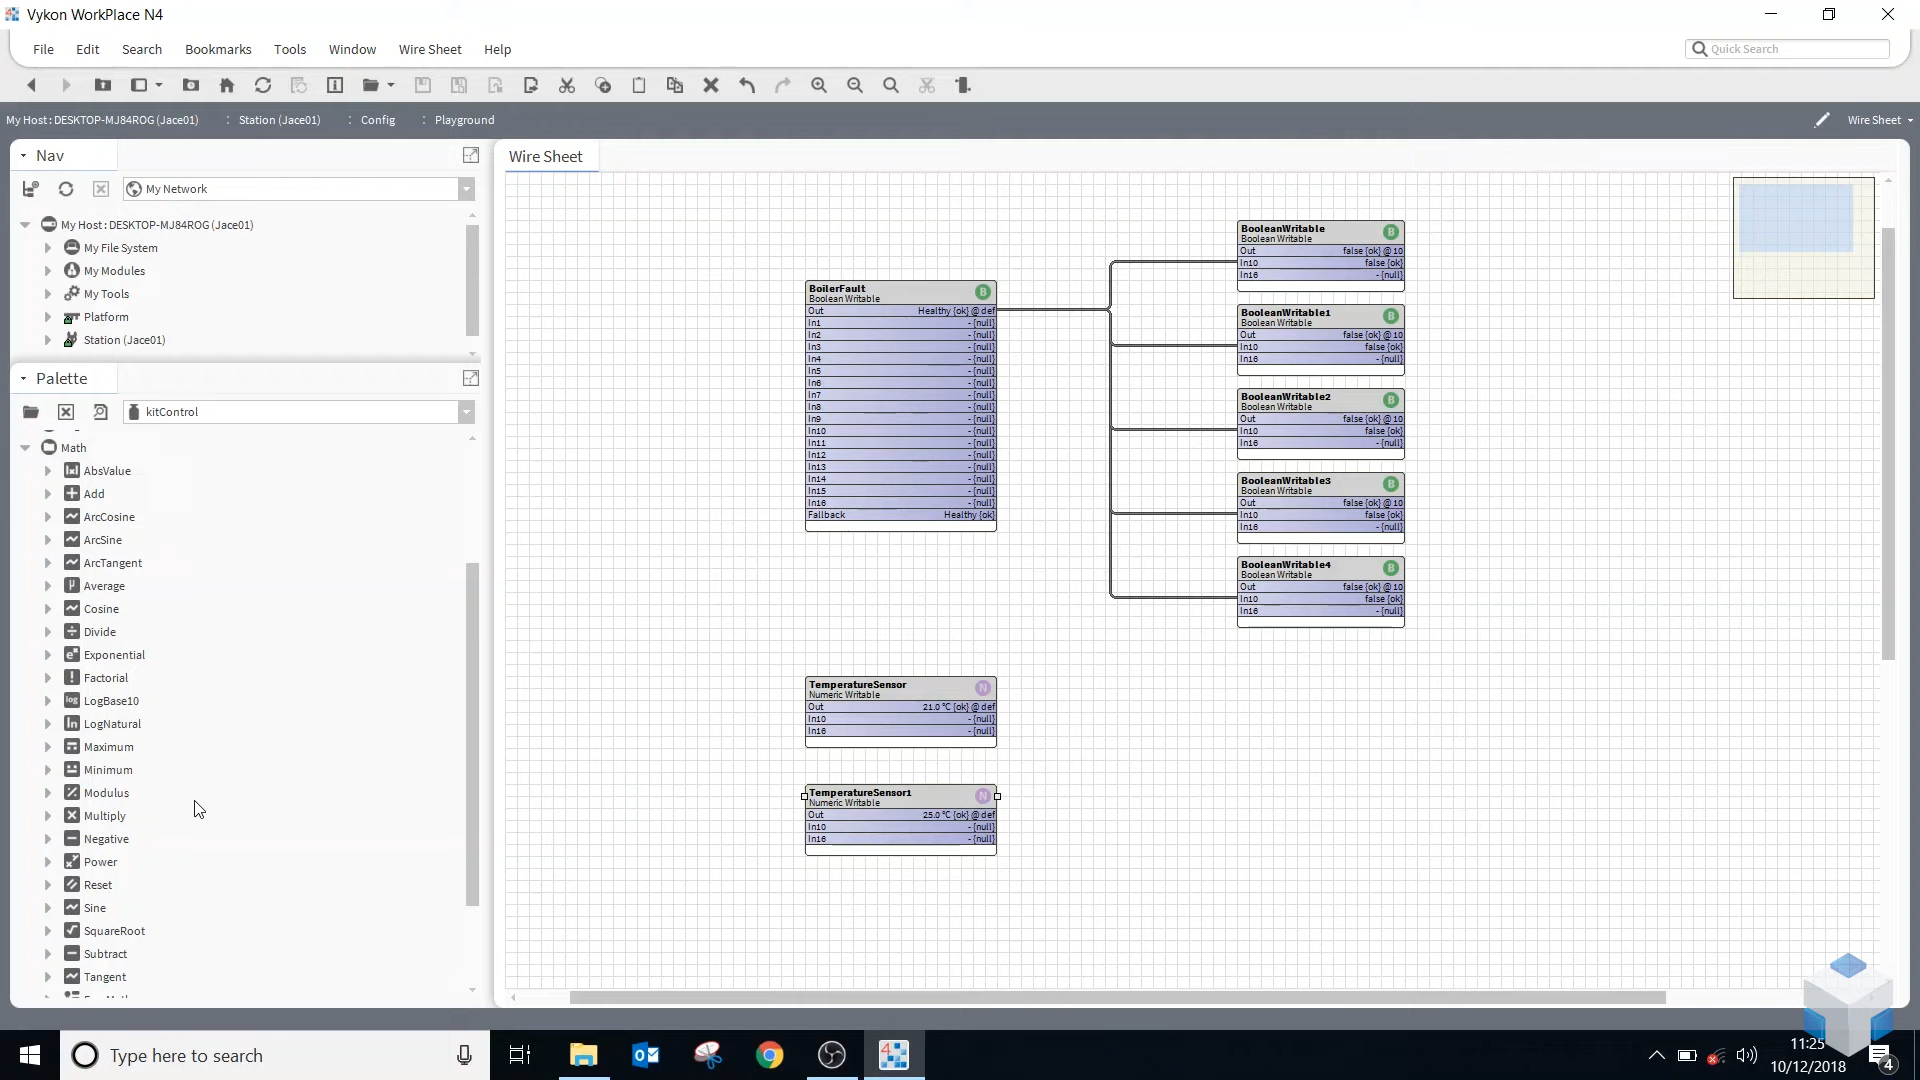 Vykon WorkPlace N4
File Edit Search Bookmarks Tools Window Wire Sheet Help
Quick Search
My Host : DESKTOP-MJ84ROG (Jace01) : Station (Jace01) : Config : Playground
Wire Sheet
Nav
My Network
My Host : DESKTOP-MJ84ROG (Jace01)
My File System
My Modules
My Tools
Platform
Station (Jace01)
Palette
kitControl
Math
AbsValue
Add
ArcCosine
ArcSine
ArcTangent
Average
Cosine
Divide
Exponential
Factorial
LogBase10
LogNatural
Maximum
Minimum
Modulus
Multiply
Negative
Power
Reset
Sine
SquareRoot
Subtract
Tangent
Wire Sheet
BoilerFault
Boolean Writable
Out Healthy {ok} @ def
In1 - {null}
In2 - {null}
In3 - {null}
In4 - {null}
In5 - {null}
In6 - {null}
In7 - {null}
In8 - {null}
In9 - {null}
In10 - {null}
In11 - {null}
In12 - {null}
In13 - {null}
In14 - {null}
In15 - {null}
In16 - {null}
Fallback Healthy {ok}
BooleanWritable
Boolean Writable
Out false {ok} @ 10
In10 false {ok}
In16 - {null}
BooleanWritable1
Boolean Writable
Out false {ok} @ 10
In10 false {ok}
In16 - {null}
BooleanWritable2
Boolean Writable
Out false {ok} @ 10
In10 false {ok}
In16 - {null}
BooleanWritable3
Boolean Writable
Out false {ok} @ 10
In10 false {ok}
In16 - {null}
BooleanWritable4
Boolean Writable
Out false {ok} @ 10
In10 false {ok}
In16 - {null}
TemperatureSensor
Numeric Writable
Out 21.0 °C {ok} @ def
In10 - {null}
In16 - {null}
TemperatureSensor1
Numeric Writable
Out 25.0 °C {ok} @ def
In10 - {null}
In16 - {null}
Type here to search
11:25
10/12/2018
4